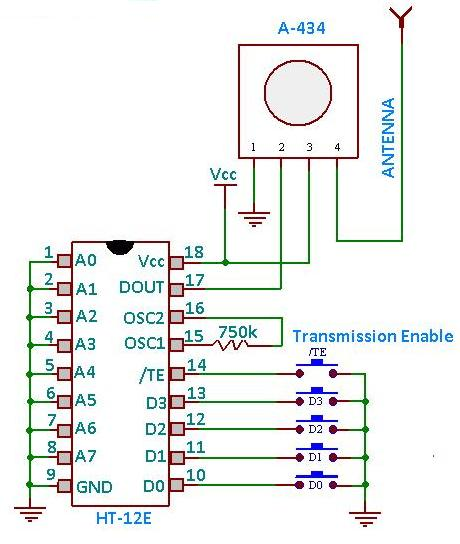 A-434
ANTENNA
1 2 3 4
Vcc
1 A0 Vcc 18
2 A1 DOUT 17
3 A2 OSC2 16
4 A3 OSC1 15 750k
Transmission Enable
5 A4 /TE 14 /TE
6 A5 D3 13 D3
7 A6 D2 12 D2
8 A7 D1 11 D1
9 GND D0 10 D0
HT-12E